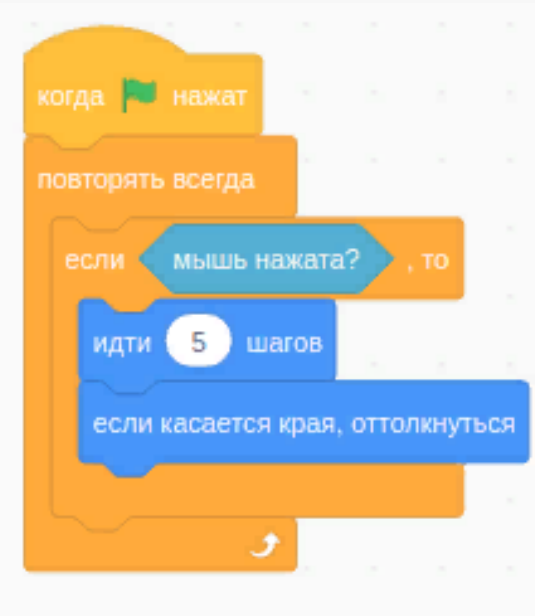 когда нажат
повторять всегда
если мышь нажата? , то
идти 5 шагов
если касается края, оттолкнуться